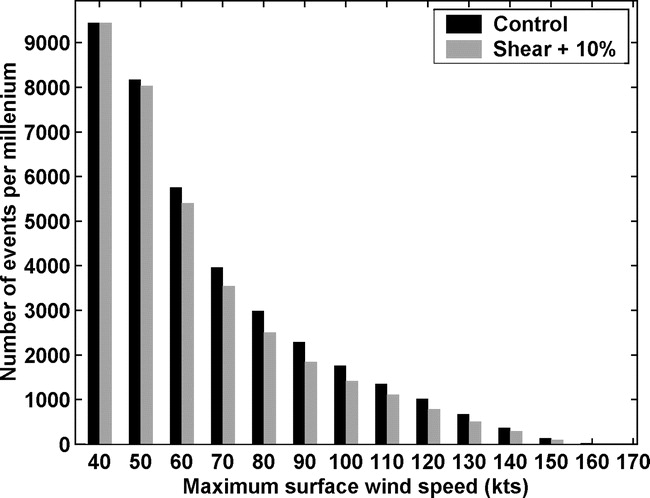 Control
Shear + 10%
Number of events per millenium
9000
8000
7000
6000
5000
4000
3000
2000
1000
0
40 50 60 70 80 90 100 110 120 130 140 150 160 170
Maximum surface wind speed (kts)